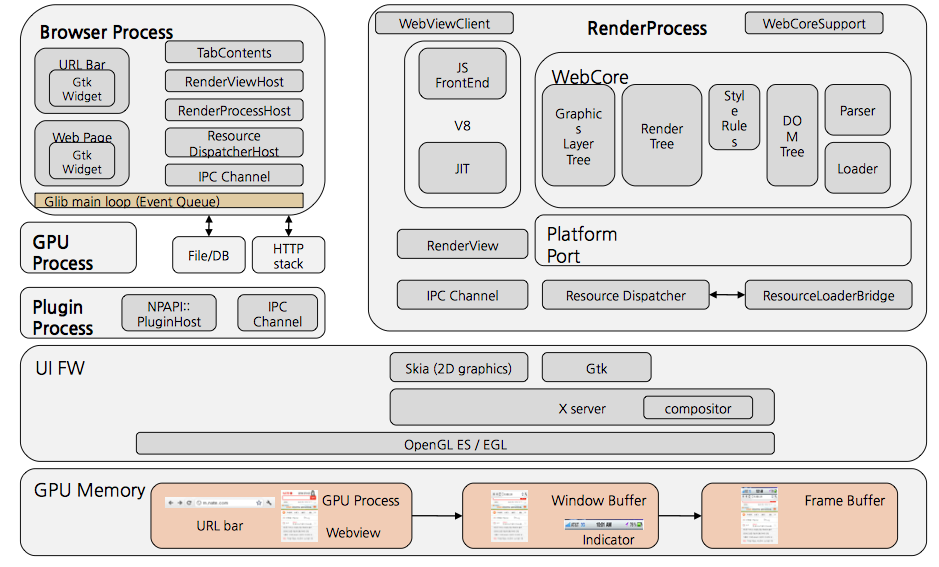 Browser Process
URL Bar
Gtk
Widget
Web Page
Gtk
Widget
TabContents
RenderViewHost
RenderProcessHost
Resource
DispatcherHost
IPC Channel
Glib main loop (Event Queue)
GPU
Process
File/DB
HTTP
stack
Plugin
Process
NPAPI::
PluginHost
IPC
Channel
WebViewClient
RenderProcess
WebCoreSupport
JS
FrontEnd
V8
JIT
WebCore
Graphic
s
Layer
Tree
Render
Tree
Styl
e
Rule
s
DO
M
Tree
Parser
Loader
RenderView
Platform
Port
IPC Channel
Resource Dispatcher
ResourceLoaderBridge
UI FW
Skia (2D graphics)
Gtk
X server
compositor
OpenGL ES / EGL
GPU Memory
URL bar
GPU Process
Webview
Window Buffer
Indicator
Frame Buffer